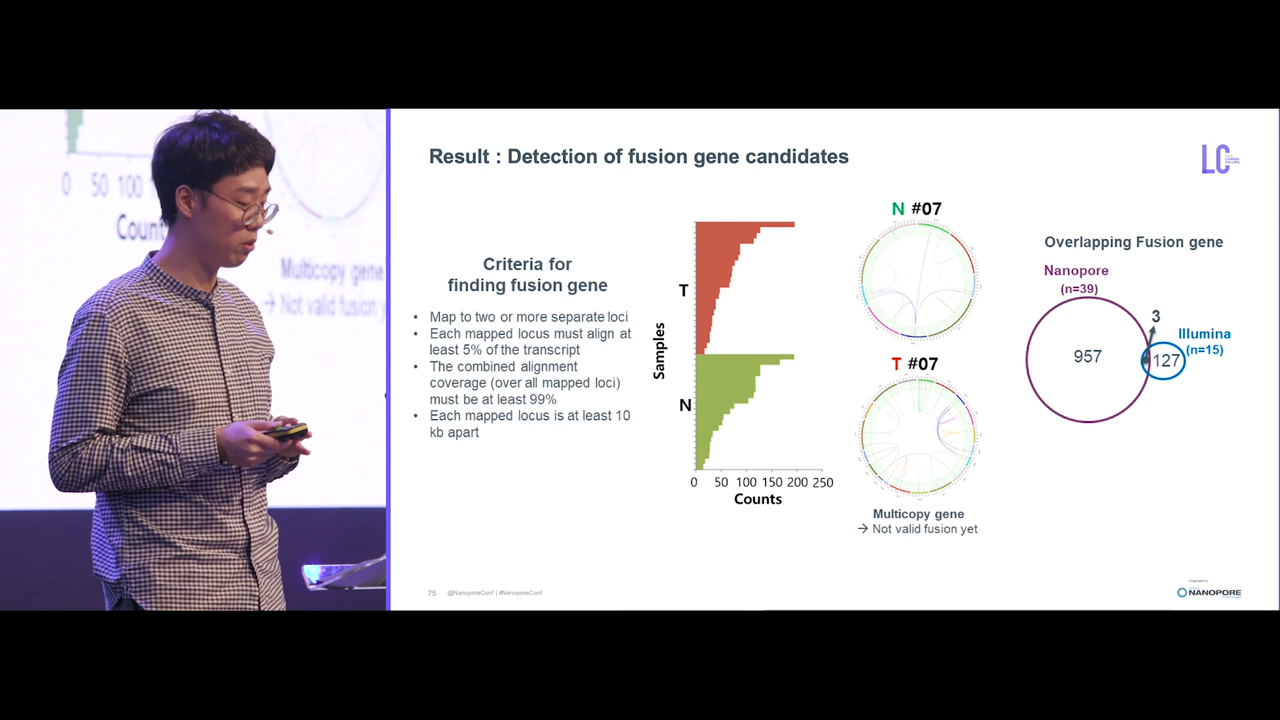 0 50 100
Count
Multicopy gene
→ Not valid fusion y
Result : Detection of fusion gene candidates
LC
LONDON
CALLING
Criteria for
finding fusion gene
• Map to two or more separate loci
• Each mapped locus must align at
least 5% of the transcript
• The combined alignment
coverage (over all mapped loci)
must be at least 99%
• Each mapped locus is at least 10
kb apart
Samples
T
N
0 50 100 150 200 250
Counts
N #07
T #07
Multicopy gene
→ Not valid fusion yet
Overlapping Fusion gene
Nanopore
(n=39)
3
Illumina
(n=15)
957
127
75 @NanoporeConf | #NanoporeConf
Organised by
NANOPORE